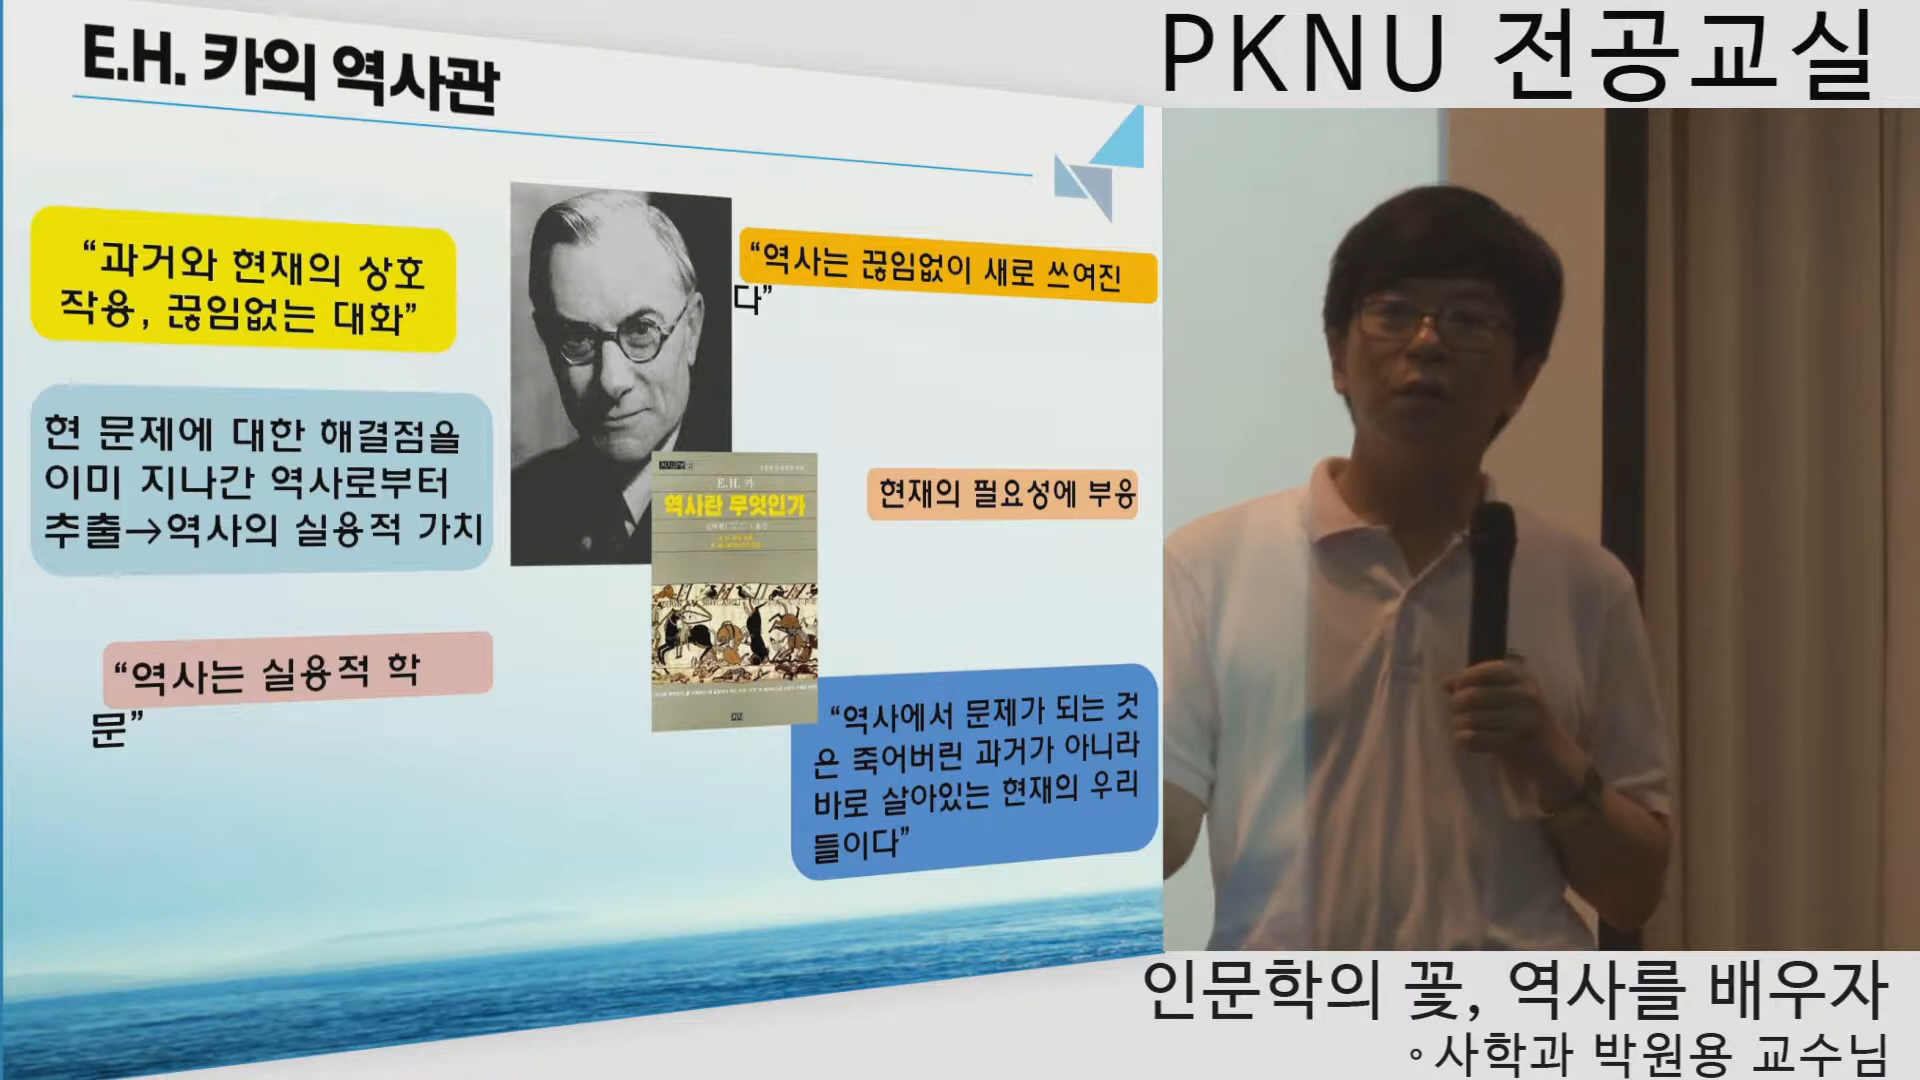 E.H. 카의 역사관
“과거와 현재의 상호
작용, 끊임없는 대화”
현 문제에 대한 해결점을
이미 지나간 역사로부터
추출→역사의 실용적 가치
“역사는 실용적 학
문”
E.H. 카
역사란 무엇인가
“역사는 끊임없이 새로 쓰여진
다”
현재의 필요성에 부응
“역사에서 문제가 되는 것
은 죽어버린 과거가 아니라
바로 살아있는 현재의 우리
들이다”
PKNU 전공교실
인문학의 꽃, 역사를 배우자
◦사학과 박원용 교수님